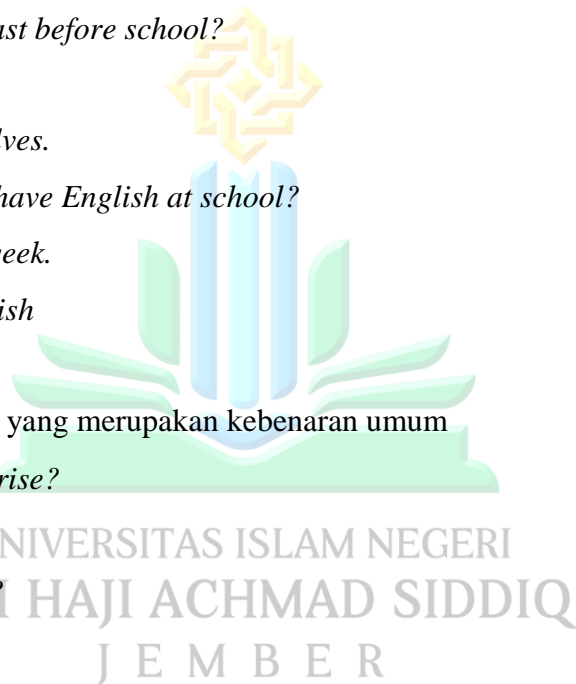 ast before school?
lves.
have English at school?
eek.
ish
yang merupakan kebenaran umum
rise?
NIVERSITAS ISLAM NEGERI
I HAJI ACHMAD SIDDIQ
?
J E M B E R